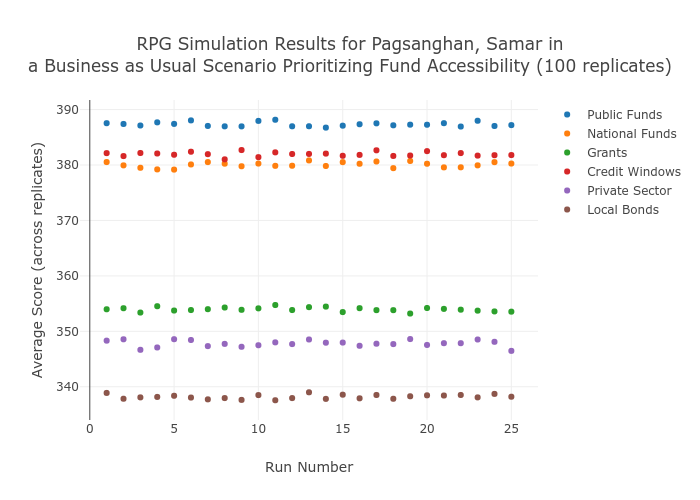 RPG Simulation Results for Pagsanghan, Samar in
a Business as Usual Scenario Prioritizing Fund Accessibility (100 replicates)
Average Score (across replicates)
390
380
370
360
350
340
0
5
10
15
20
25
Run Number
Public Funds
National Funds
Grants
Credit Windows
Private Sector
Local Bonds